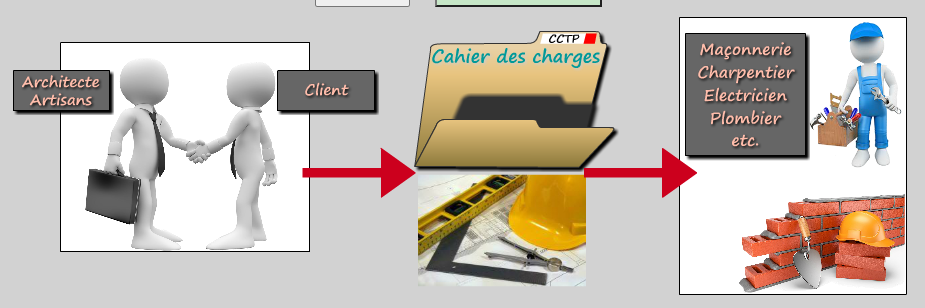 Architecte
Artisans
Client
CCTP
Cahier des charges
Maçonnerie
Charpentier
Electricien
Plombier
etc.